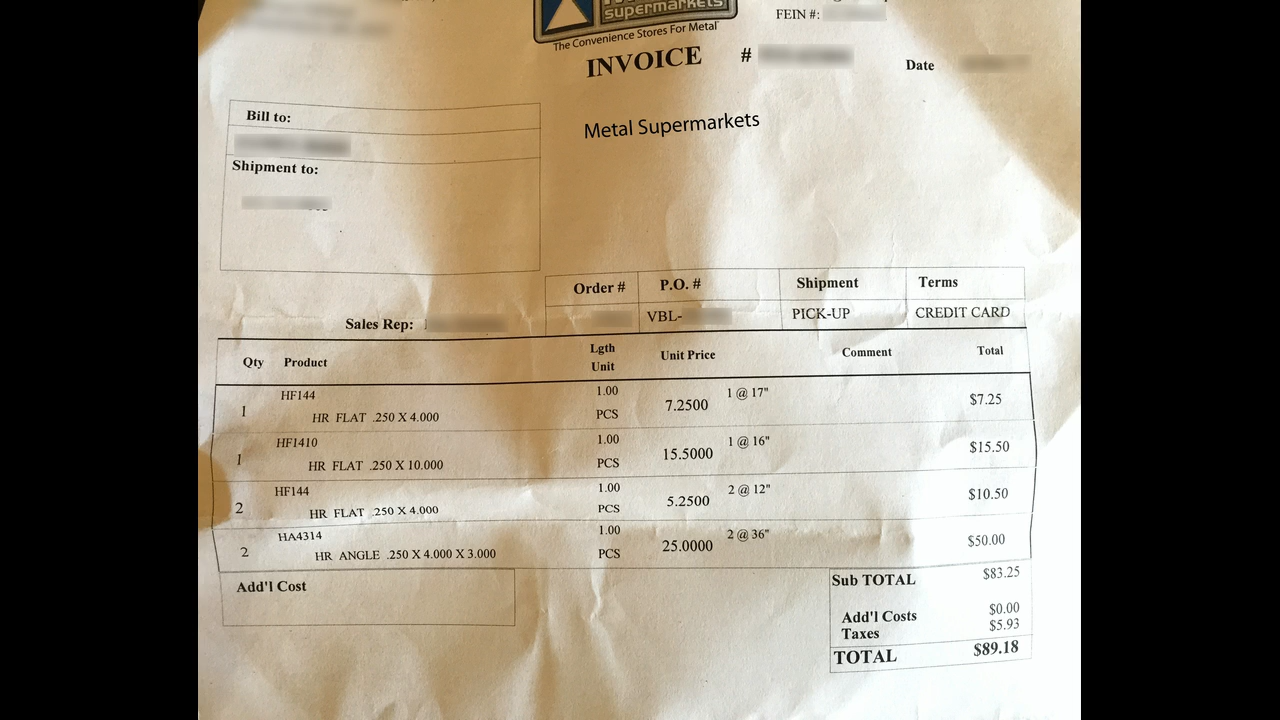 SUPERMARKETS
The Convenience Stores For Metal
FEIN #:
INVOICE # Date
Bill to:
Metal Supermarkets
Shipment to:
Order # P.O. # Shipment Terms
Sales Rep: VBL- PICK-UP CREDIT CARD
Qty Product Lgth Unit Unit Price Comment Total
HF144 1.00 1 @ 17"
1 HR FLAT .250 X 4.000 PCS 7.2500 $7.25
HF1410 1.00 1 @ 16"
1 HR FLAT .250 X 10.000 PCS 15.5000 $15.50
HF144 1.00 2 @ 12"
2 HR FLAT .250 X 4.000 PCS 5.2500 $10.50
HA4314 1.00 2 @ 36"
2 HR ANGLE .250 X 4.000 X 3.000 PCS 25.0000 $50.00
Add'l Cost
Sub TOTAL $83.25
Add'l Costs $0.00
Taxes $5.93
TOTAL $89.18